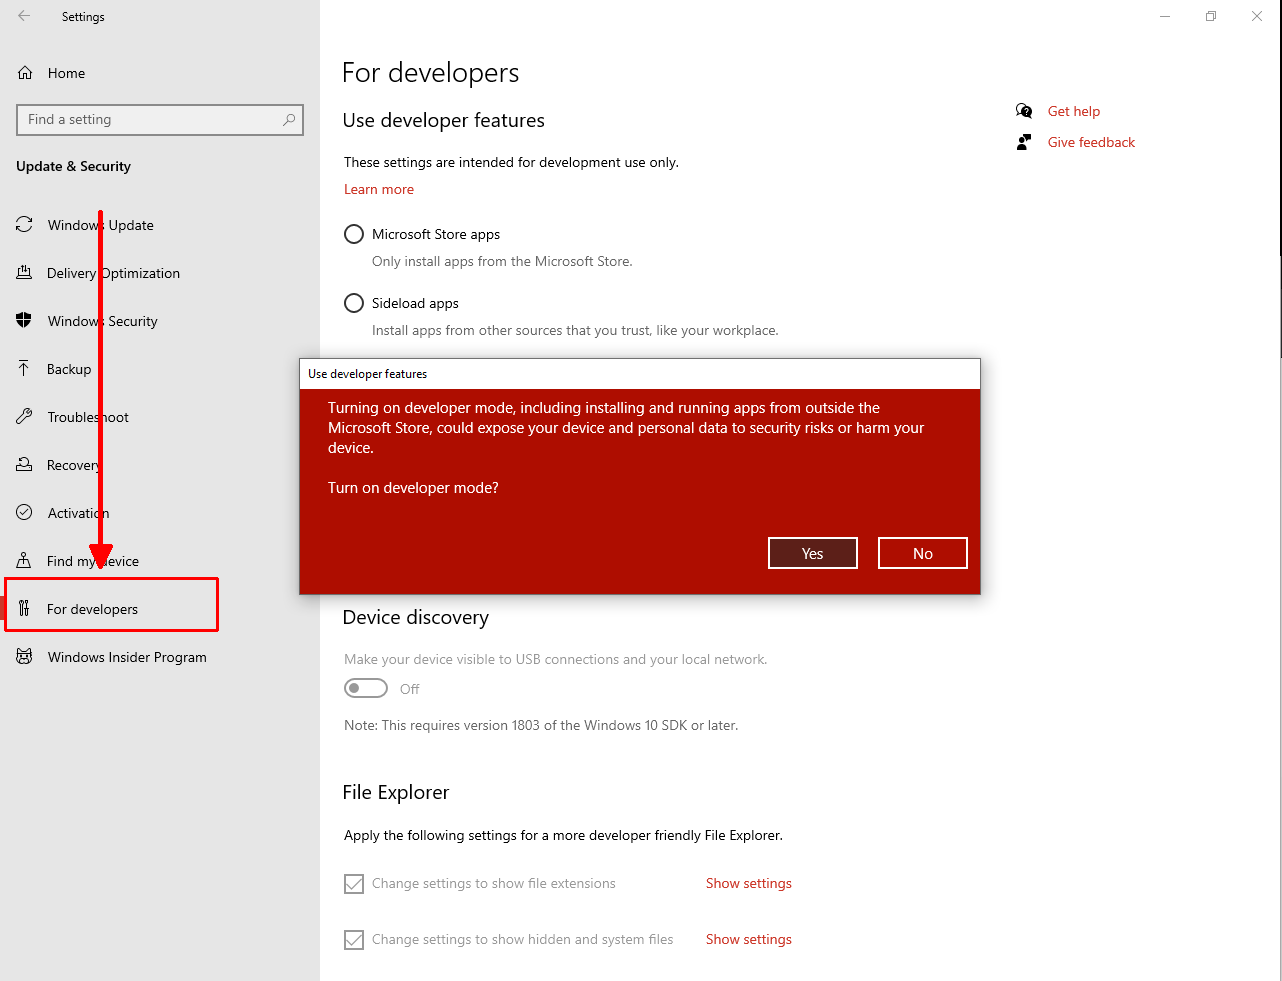 Settings
Home
Find a setting
Update & Security
Windows Update
Delivery Optimization
Windows Security
Backup
Troubleshoot
Recovery
Activation
Find my device
For developers
Windows Insider Program
For developers
Use developer features
These settings are intended for development use only.
Learn more
Microsoft Store apps
Only install apps from the Microsoft Store.
Sideload apps
Install apps from other sources that you trust, like your workplace.
Use developer features
Turning on developer mode, including installing and running apps from outside the
Microsoft Store, could expose your device and personal data to security risks or harm your
device.
Turn on developer mode?
Yes
No
Device discovery
Make your device visible to USB connections and your local network.
Off
Note: This requires version 1803 of the Windows 10 SDK or later.
File Explorer
Apply the following settings for a more developer friendly File Explorer.
Change settings to show file extensions
Show settings
Change settings to show hidden and system files
Show settings
Get help
Give feedback